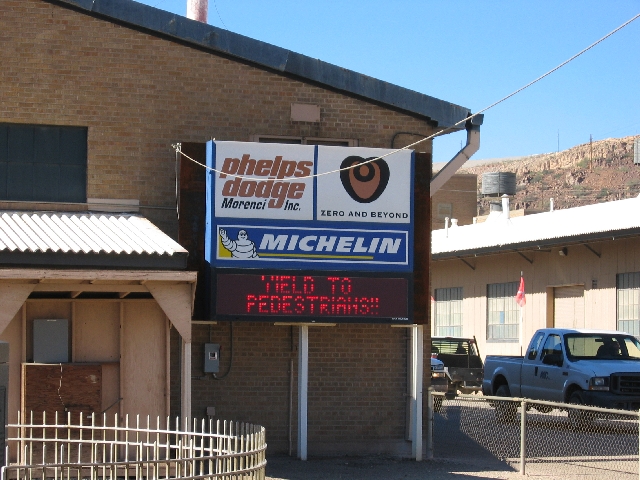 phelps
dodge
Morenci Inc.
ZERO AND BEYOND
MICHELIN
YIELD TO
PEDESTRIANS!!